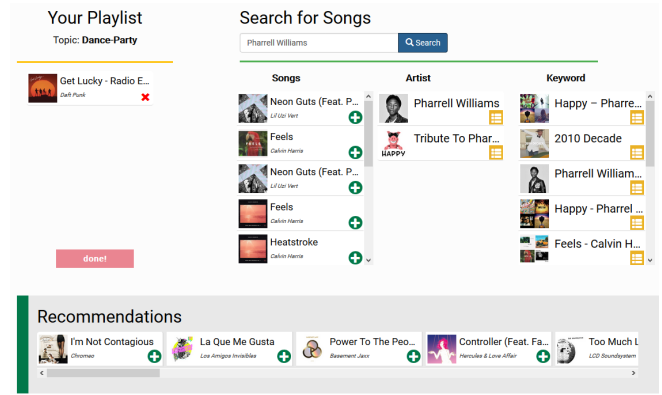 Your Playlist
Topic: Dance-Party
Get Lucky - Radio E...
Daft Punk
done!
Search for Songs
Pharrell Williams
Search
Songs
Artist
Keyword
Neon Guts (Feat. P...
Lil Uzi Vert
Feels
Calvin Harris
Neon Guts (Feat. P...
Lil Uzi Vert
Feels
Calvin Harris
Heatstroke
Calvin Harris
Pharrell Williams
Tribute To Phar...
HAPPY
Happy – Pharre...
2010 Decade
Pharrell William...
Happy - Pharrel ...
Feels - Calvin H...
Recommendations
I'm Not Contagious
Chromeo
La Que Me Gusta
Los Amigos Invisibles
Power To The Peo...
Basement Jaxx
Controller (Feat. Fa...
Hercules & Love Affair
Too Much L
LCD Soundsystem